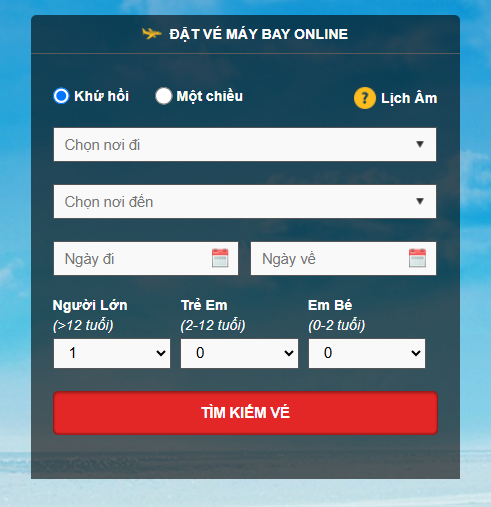 ĐẶT VÉ MÁY BAY ONLINE
Khứ hồi Một chiều ? Lịch Âm
Chọn nơi đi
Chọn nơi đến
Ngày đi Ngày về
Người Lớn Trẻ Em Em Bé
(>12 tuổi) (2-12 tuổi) (0-2 tuổi)
1 0 0
TÌM KIẾM VÉ